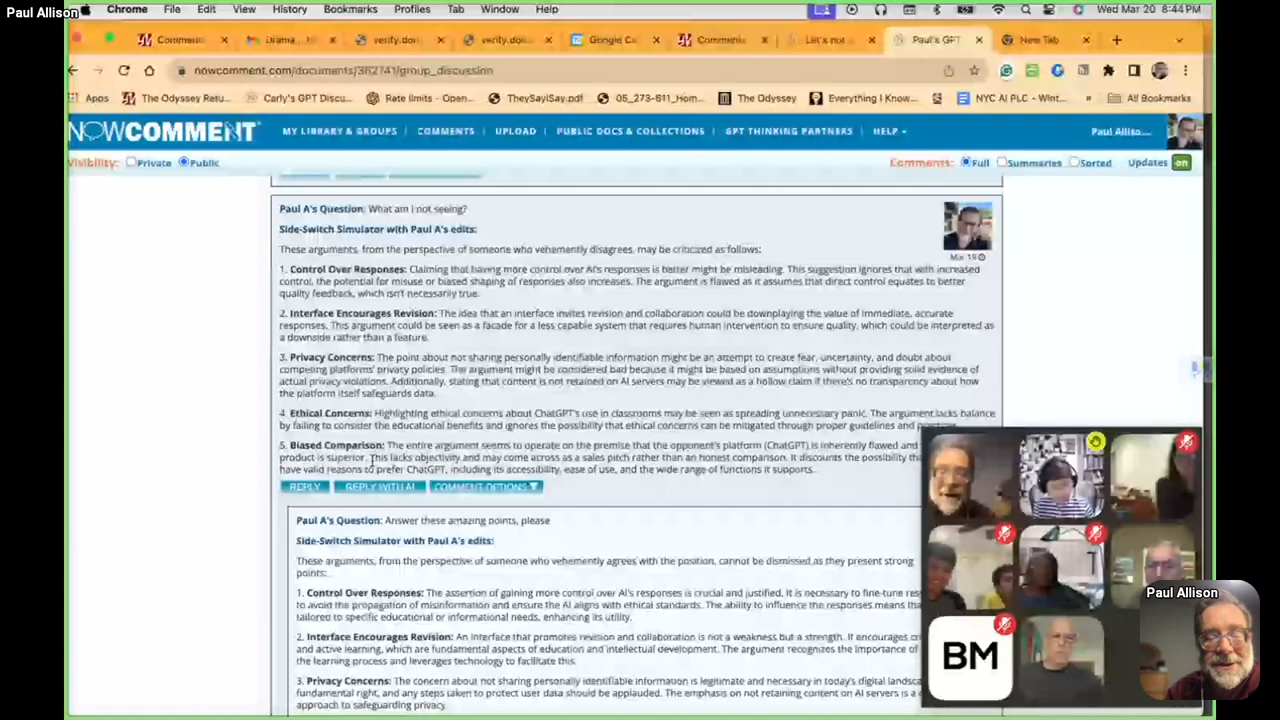 Paul Allison
Chrome File Edit View History Bookmarks Profiles Tab Window Help
Wed Mar 20 8:44 PM
Commen
Drama,
verify.doi
verify.doi
Google Ca
Comments
Let's not
Paul's GPT
New Tab
nowcomment.com/documents/362741/group_discussion
Apps
The Odyssey Retu...
Carly's GPT Discu...
Rate limits - Open...
TheySaylSay.pdf
05_273-611_Hom...
The Odyssey
Everything I Know...
NYC AI PLC - Wint...
»
All Bookmarks
NOWCOMMENT
MY LIBRARY & GROUPS | COMMENTS | UPLOAD | PUBLIC DOCS & COLLECTIONS | GPT THINKING PARTNERS | HELP
Paul Alliso...
Visibility: Private Public
Comments: Full Summaries Sorted Updates on
Paul A's Question: What am I not seeing?
Side-Switch Simulator with Paul A's edits:
Mar 19
These arguments, from the perspective of someone who vehemently disagrees, may be criticized as follows:
1. Control Over Responses: Claiming that having more control over AI's responses is better might be misleading. This suggestion ignores that with increased
control, the potential for misuse or biased shaping of responses also increases. The argument is flawed as it assumes that direct control equates to better
quality feedback, which isn't necessarily true.
2. Interface Encourages Revision: The idea that an interface invites revision and collaboration could be downplaying the value of immediate, accurate
responses. This argument could be seen as a facade for a less capable system that requires human intervention to ensure quality, which could be interpreted as
a downside rather than a feature.
3. Privacy Concerns: The point about not sharing personally identifiable information might be an attempt to create fear, uncertainty, and doubt about
competing platforms' privacy policies. The argument might be considered bad because it might be based on assumptions without providing solid evidence of
actual privacy violations. Additionally, stating that content is not retained on AI servers may be viewed as a hollow claim if there's no transparency about how
the platform itself safeguards data.
4. Ethical Concerns: Highlighting ethical concerns about ChatGPT's use in classrooms may be seen as spreading unnecessary panic. The argument lacks balance
by failing to consider the educational benefits and ignores the possibility that ethical concerns can be mitigated through proper guidelines and
5. Biased Comparison: The entire argument seems to operate on the premise that the opponent's platform (ChatGPT) is inherently flawed and
product is superior. This lacks objectivity and may come across as a sales pitch rather than an honest comparison. It discounts the possibility tha
have valid reasons to prefer ChatGPT, including its accessibility, ease of use, and the wide range of functions it supports.
REPLY REPLY WITH AI COMMENT OPTIONS
Paul A's Question: Answer these amazing points, please
Side-Switch Simulator with Paul A's edits:
These arguments, from the perspective of someone who vehemently agrees with the position, cannot be dismissed as they present strong
points:
1. Control Over Responses: The assertion of gaining more control over AI's responses is crucial and justified. It is necessary to fine-tune res
to avoid the propagation of misinformation and ensure the AI aligns with ethical standards. The ability to influence the responses means tha
tailored to specific educational or informational needs, enhancing its utility.
2. Interface Encourages Revision: An interface that promotes revision and collaboration is not a weakness but a strength. It encourages c
and active learning, which are fundamental aspects of education and intellectual development. The argument recognizes the importance of
the learning process and leverages technology to facilitate this.
3. Privacy Concerns: The concern about not sharing personally identifiable information is legitimate and necessary in today's digital landsca
fundamental right, and any steps taken to protect user data should be applauded. The emphasis on not retaining content on AI servers is a
approach to safeguarding privacy.
BM
Paul Allison